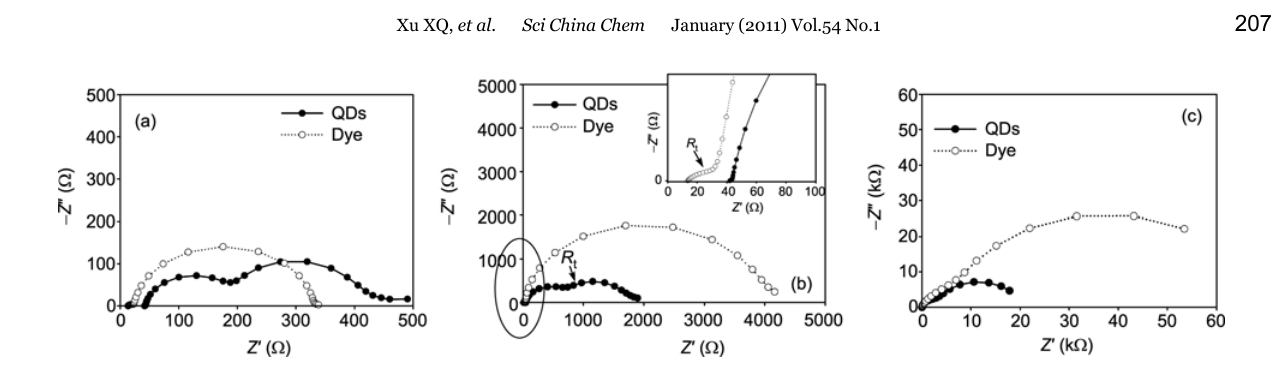 Xu XQ, et al. Sci China Chem January (2011) Vol.54 No.1 207
(a)
QDs
Dye
500
400
300
200
100
0
−Z″ (Ω)
0 100 200 300 400 500
Z′ (Ω)
(b)
QDs
Dye
5000
4000
3000
2000
1000
0
−Z″ (Ω)
Rt
0 1000 2000 3000 4000 5000
Z′ (Ω)
−Z″ (Ω)
Rt
0
0 20 40 60 80 100
Z′ (Ω)
(c)
QDs
Dye
60
50
40
30
20
10
0
−Z″ (kΩ)
0 10 20 30 40 50 60
Z′ (kΩ)